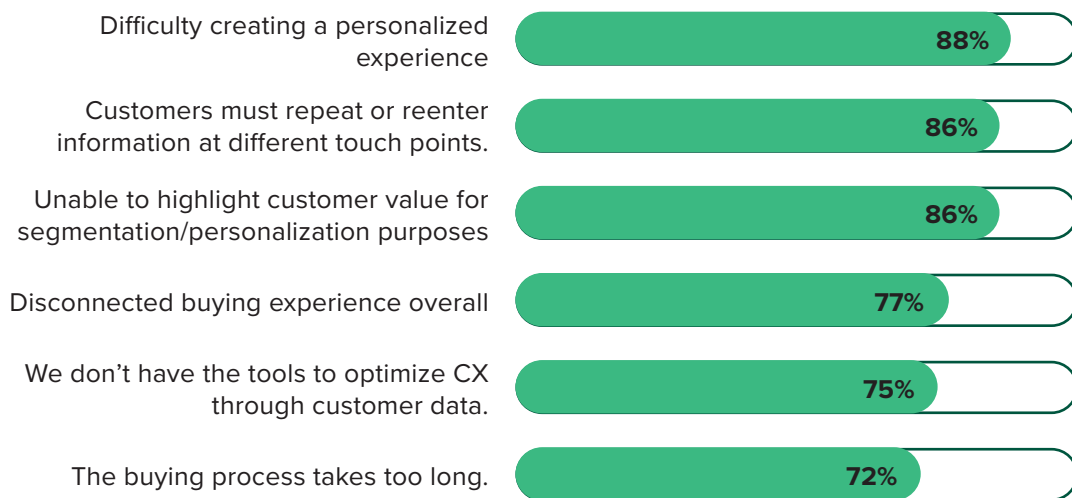 Difficulty creating a personalized
experience
88%
Customers must repeat or reenter
information at different touch points.
86%
Unable to highlight customer value for
segmentation/personalization purposes
86%
Disconnected buying experience overall
77%
We don’t have the tools to optimize CX
through customer data.
75%
The buying process takes too long.
72%